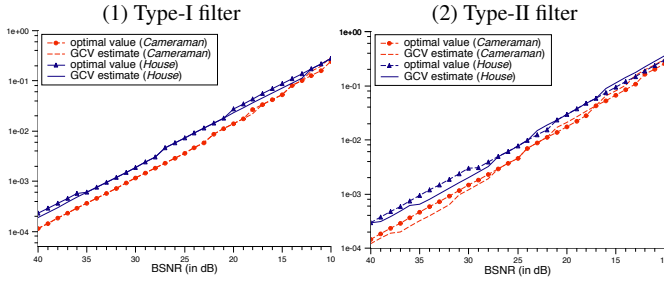 (1) Type-I filter
1e+00
1e-01
1e-02
1e-03
1e-04
optimal value (Cameraman)
GCV estimate (Cameraman)
optimal value (House)
GCV estimate (House)
40 35 30 25 20 15 10
BSNR (in dB)
(2) Type-II filter
1e+00
1e-01
1e-02
1e-03
1e-04
optimal value (Cameraman)
GCV estimate (Cameraman)
optimal value (House)
GCV estimate (House)
40 35 30 25 20 15 10
BSNR (in dB)